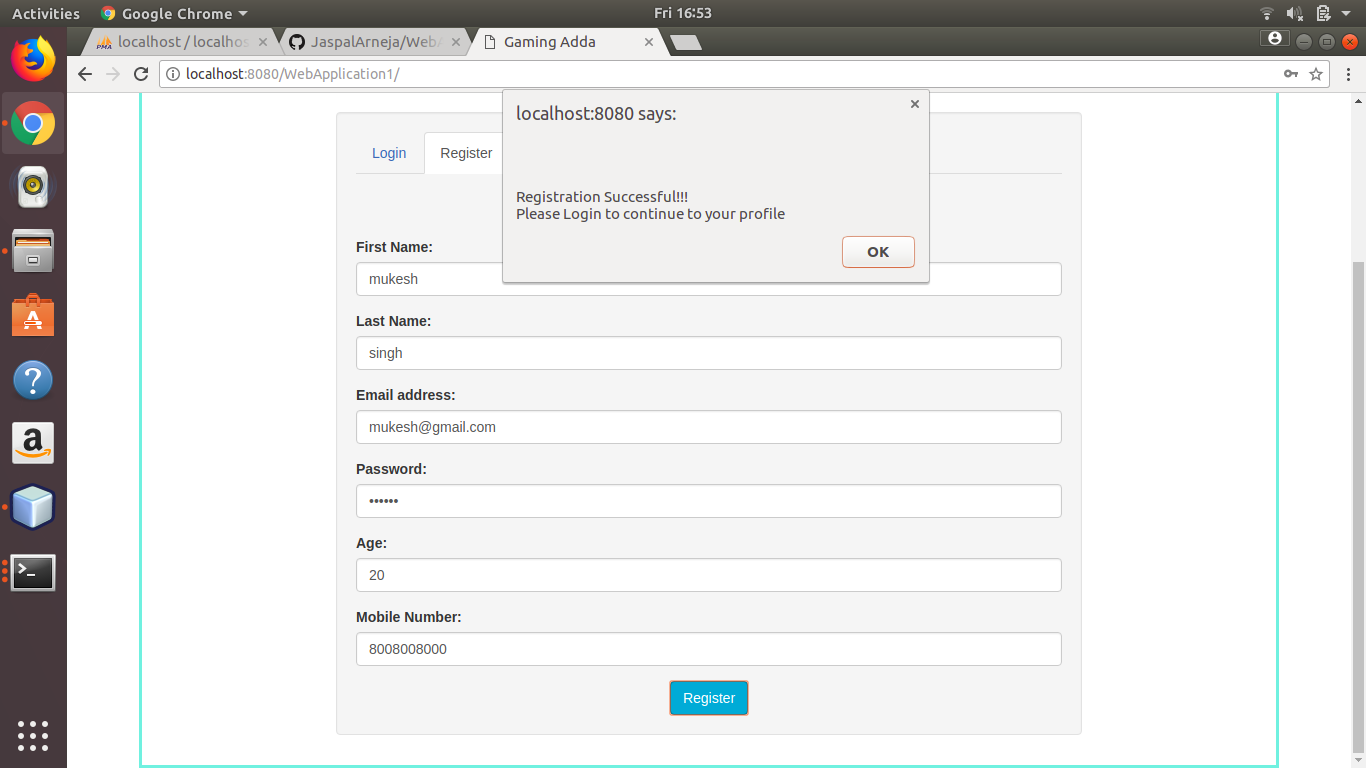 Activities
Google Chrome
Fri 16:53
localhost / localhos
JaspalArneja/WebA
Gaming Adda
localhost:8080/WebApplication1/
localhost:8080 says:
Registration Successful!!!
Please Login to continue to your profile
OK
Login
Register
First Name:
mukesh
Last Name:
singh
Email address:
mukesh@gmail.com
Password:
••••••
Age:
20
Mobile Number:
8008008000
Register